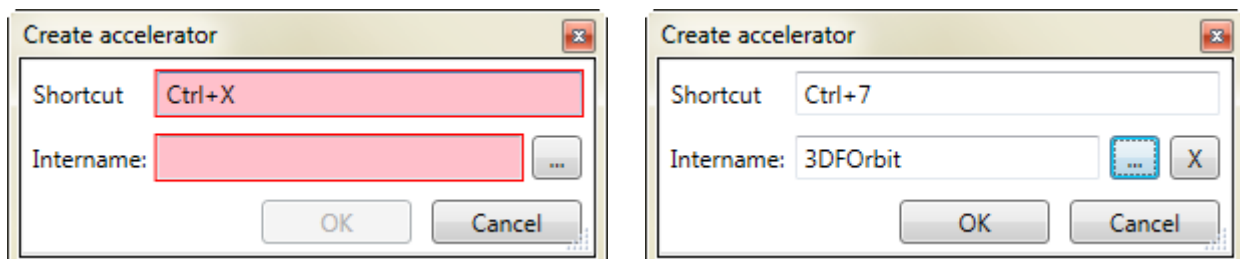 Create accelerator
Shortcut Ctrl+X
Intername: ...
OK Cancel
Create accelerator
Shortcut Ctrl+7
Intername: 3DFOrbit ... X
OK Cancel